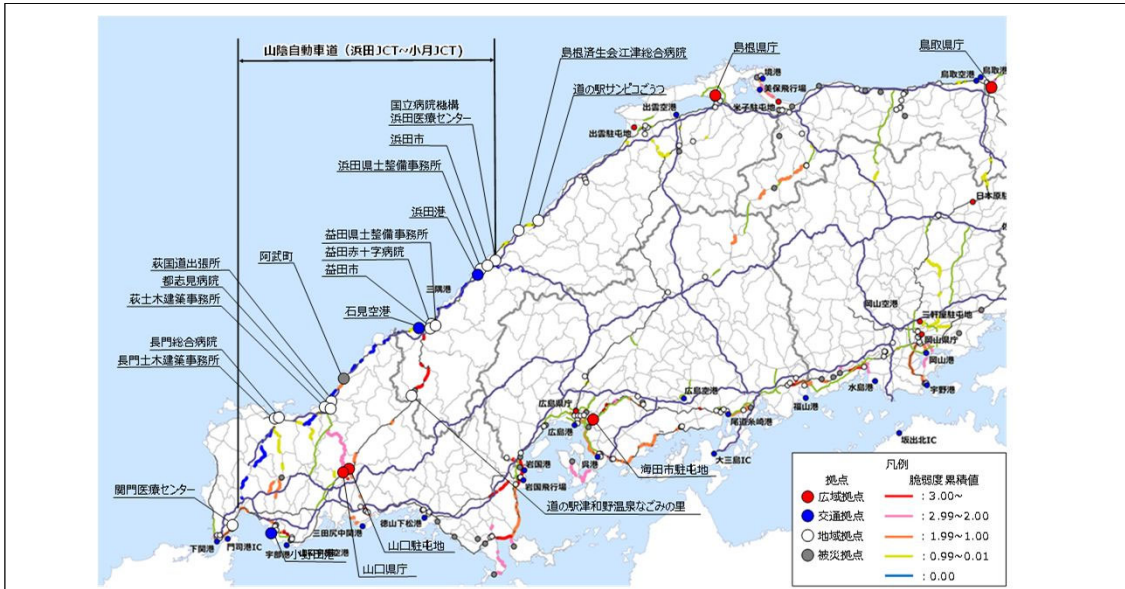 山陰自動車道（浜田JCT~小月JCT）
島根済生会江津総合病院
島根県庁
鳥取県庁
境港
鳥取空港
鳥取港
美保飛行場
道の駅サンピコごうつ
国立病院機構
浜田医療センター
出雲空港
米子駐屯地
出雲駐屯地
浜田市
浜田県土整備事務所
浜田港
日本原駐
益田県土整備事務所
益田赤十字病院
益田市
阿武町
三隅港
萩国道出張所
都志見病院
萩土木建築事務所
石見空港
岡山空港
三軒屋駐屯地
岡山県庁
岡山港
長門総合病院
長門土木建築事務所
広島空港
水島港
宇野港
広島県庁
福山港
広島港
尾道糸崎港
坂出北IC
呉港
大三島IC
岩国港
海田市駐屯地
岩国飛行場
関門医療センター
道の駅津和野温泉なごみの里
徳山下松港
三田尻中関港
山口駐屯地
下関港
門司港IC
宇部港
小野田港
山口県庁
凡例
拠点
脆弱度累積値
広域拠点
: 3.00~
交通拠点
: 2.99~2.00
地域拠点
: 1.99~1.00
被災拠点
: 0.99~0.01
: 0.00